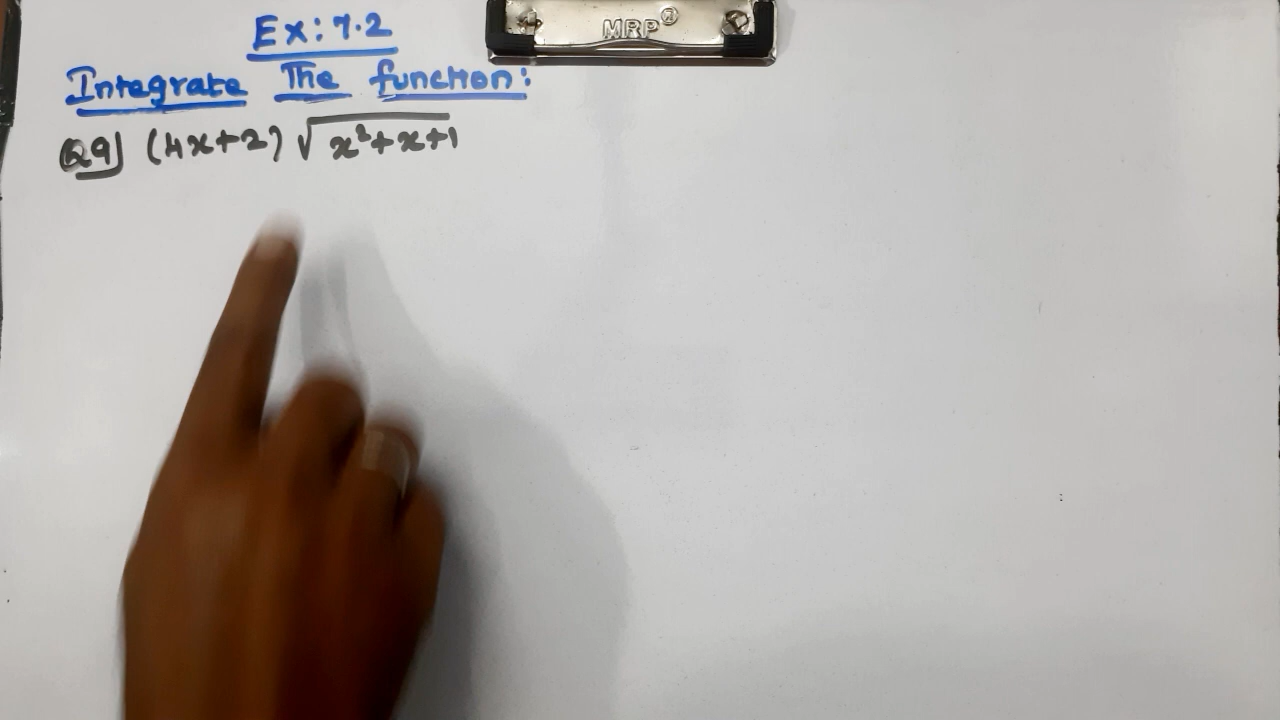 MRP®
Ex: 7.2
Integrate The function:
Q9] (4x+2) √x²+x+1